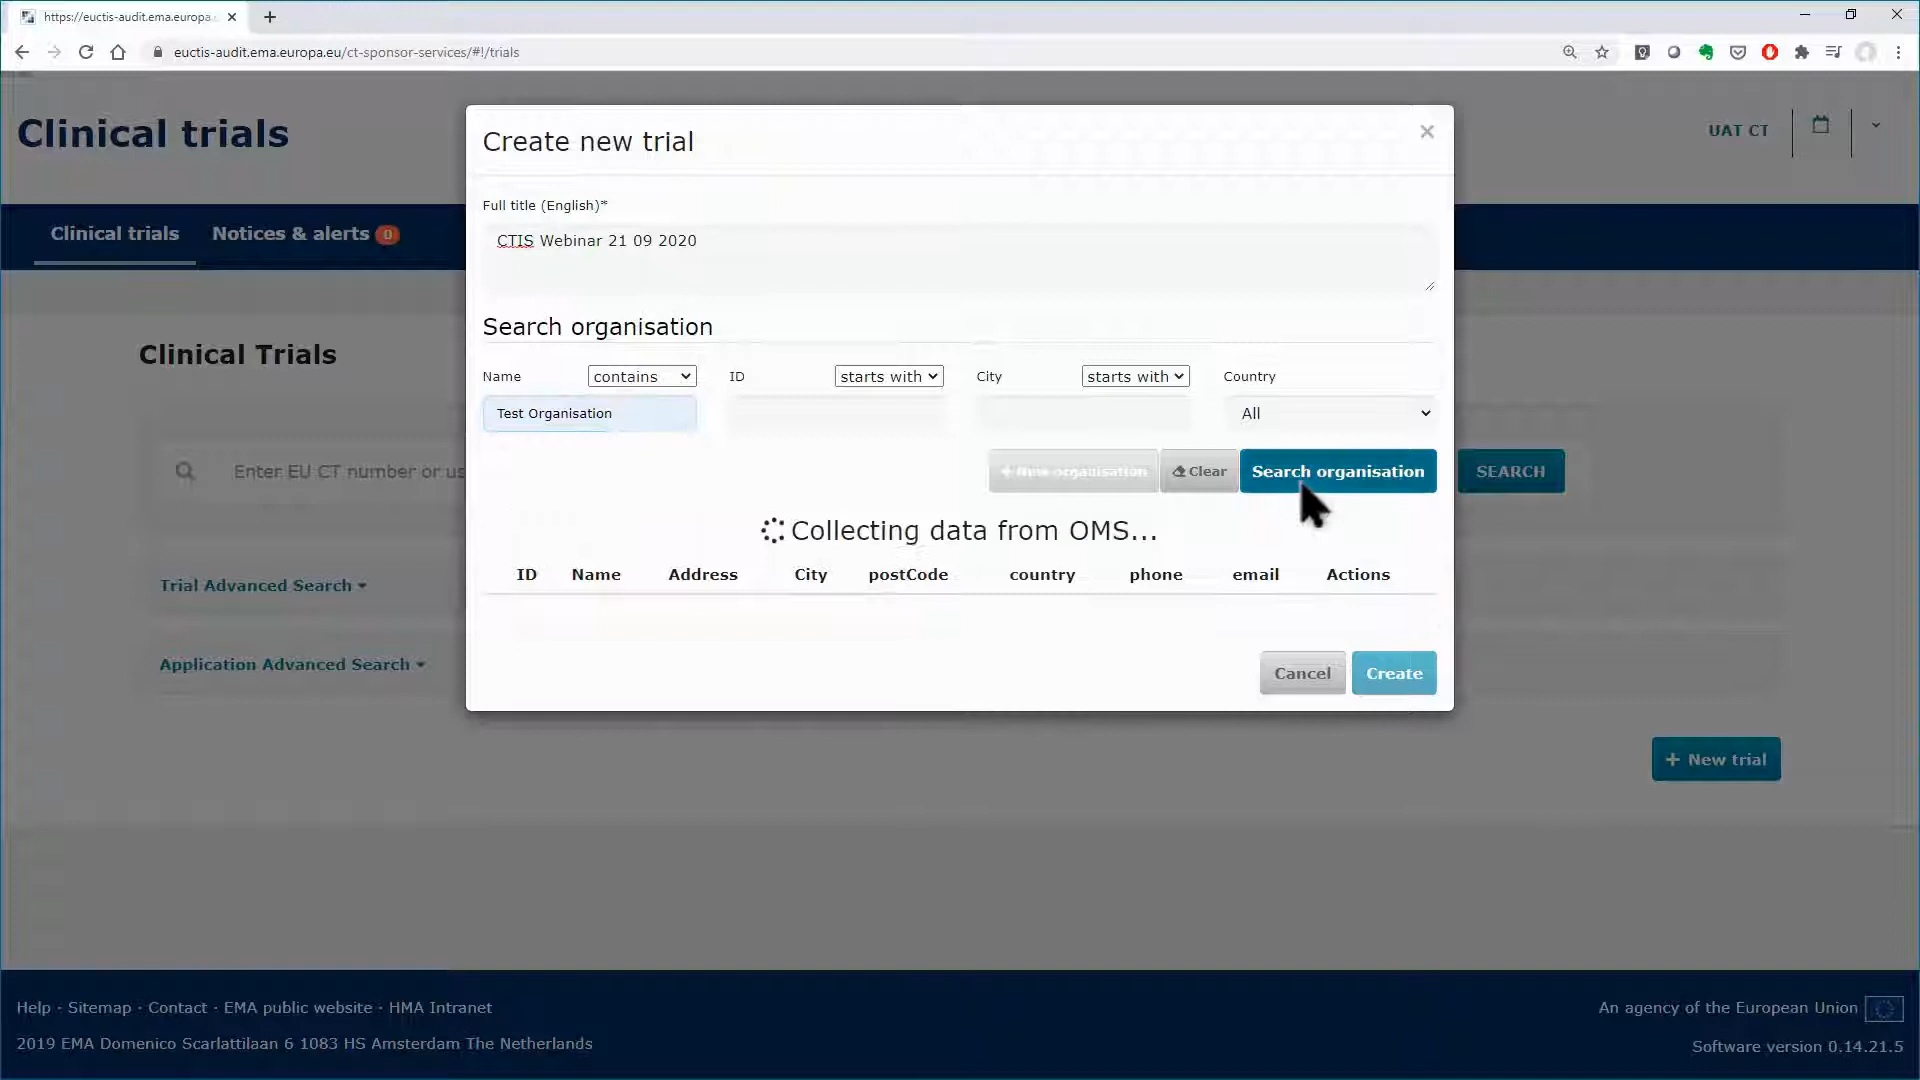 https://euctis-audit.ema.europa.
euctis-audit.ema.europa.eu/ct-sponsor-services/#!/trials
Clinical trials
UAT CT
Clinical trials
Notices & alerts 0
Create new trial
×
Full title (English)*
CTIS Webinar 21 09 2020
Search organisation
Name
contains
ID
starts with
City
starts with
Country
Test Organisation
All
+ New organisation
Clear
Search organisation
Collecting data from OMS...
ID Name Address City postCode country phone email Actions
Cancel
Create
Clinical Trials
Enter EU CT number or us
SEARCH
Trial Advanced Search
Application Advanced Search
+ New trial
Help · Sitemap · Contact · EMA public website · HMA Intranet
An agency of the European Union
2019 EMA Domenico Scarlattilaan 6 1083 HS Amsterdam The Netherlands
Software version 0.14.21.5